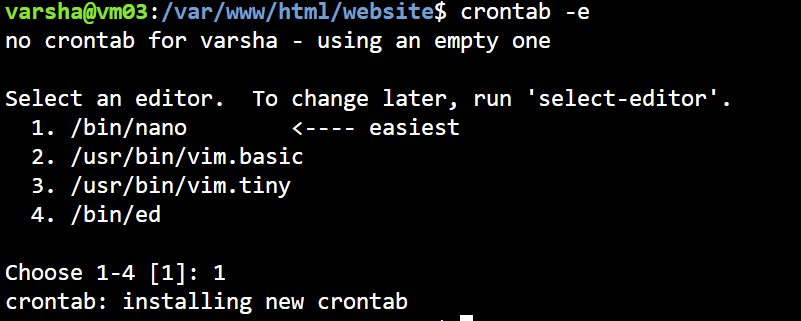 varsha@vm03:/var/www/html/website$ crontab -e
no crontab for varsha - using an empty one
Select an editor.  To change later, run 'select-editor'.
  1. /bin/nano        <---- easiest
  2. /usr/bin/vim.basic
  3. /usr/bin/vim.tiny
  4. /bin/ed
Choose 1-4 [1]: 1
crontab: installing new crontab